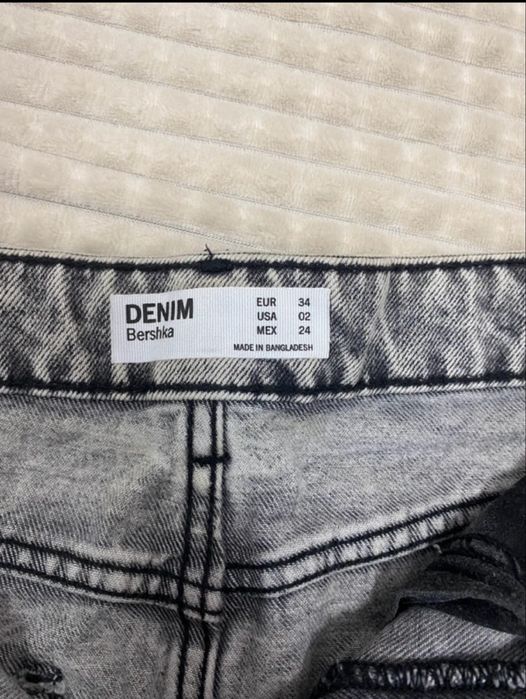 DENIM
Bershka
EUR 34
USA 02
MEX 24
MADE IN BANGLADESH